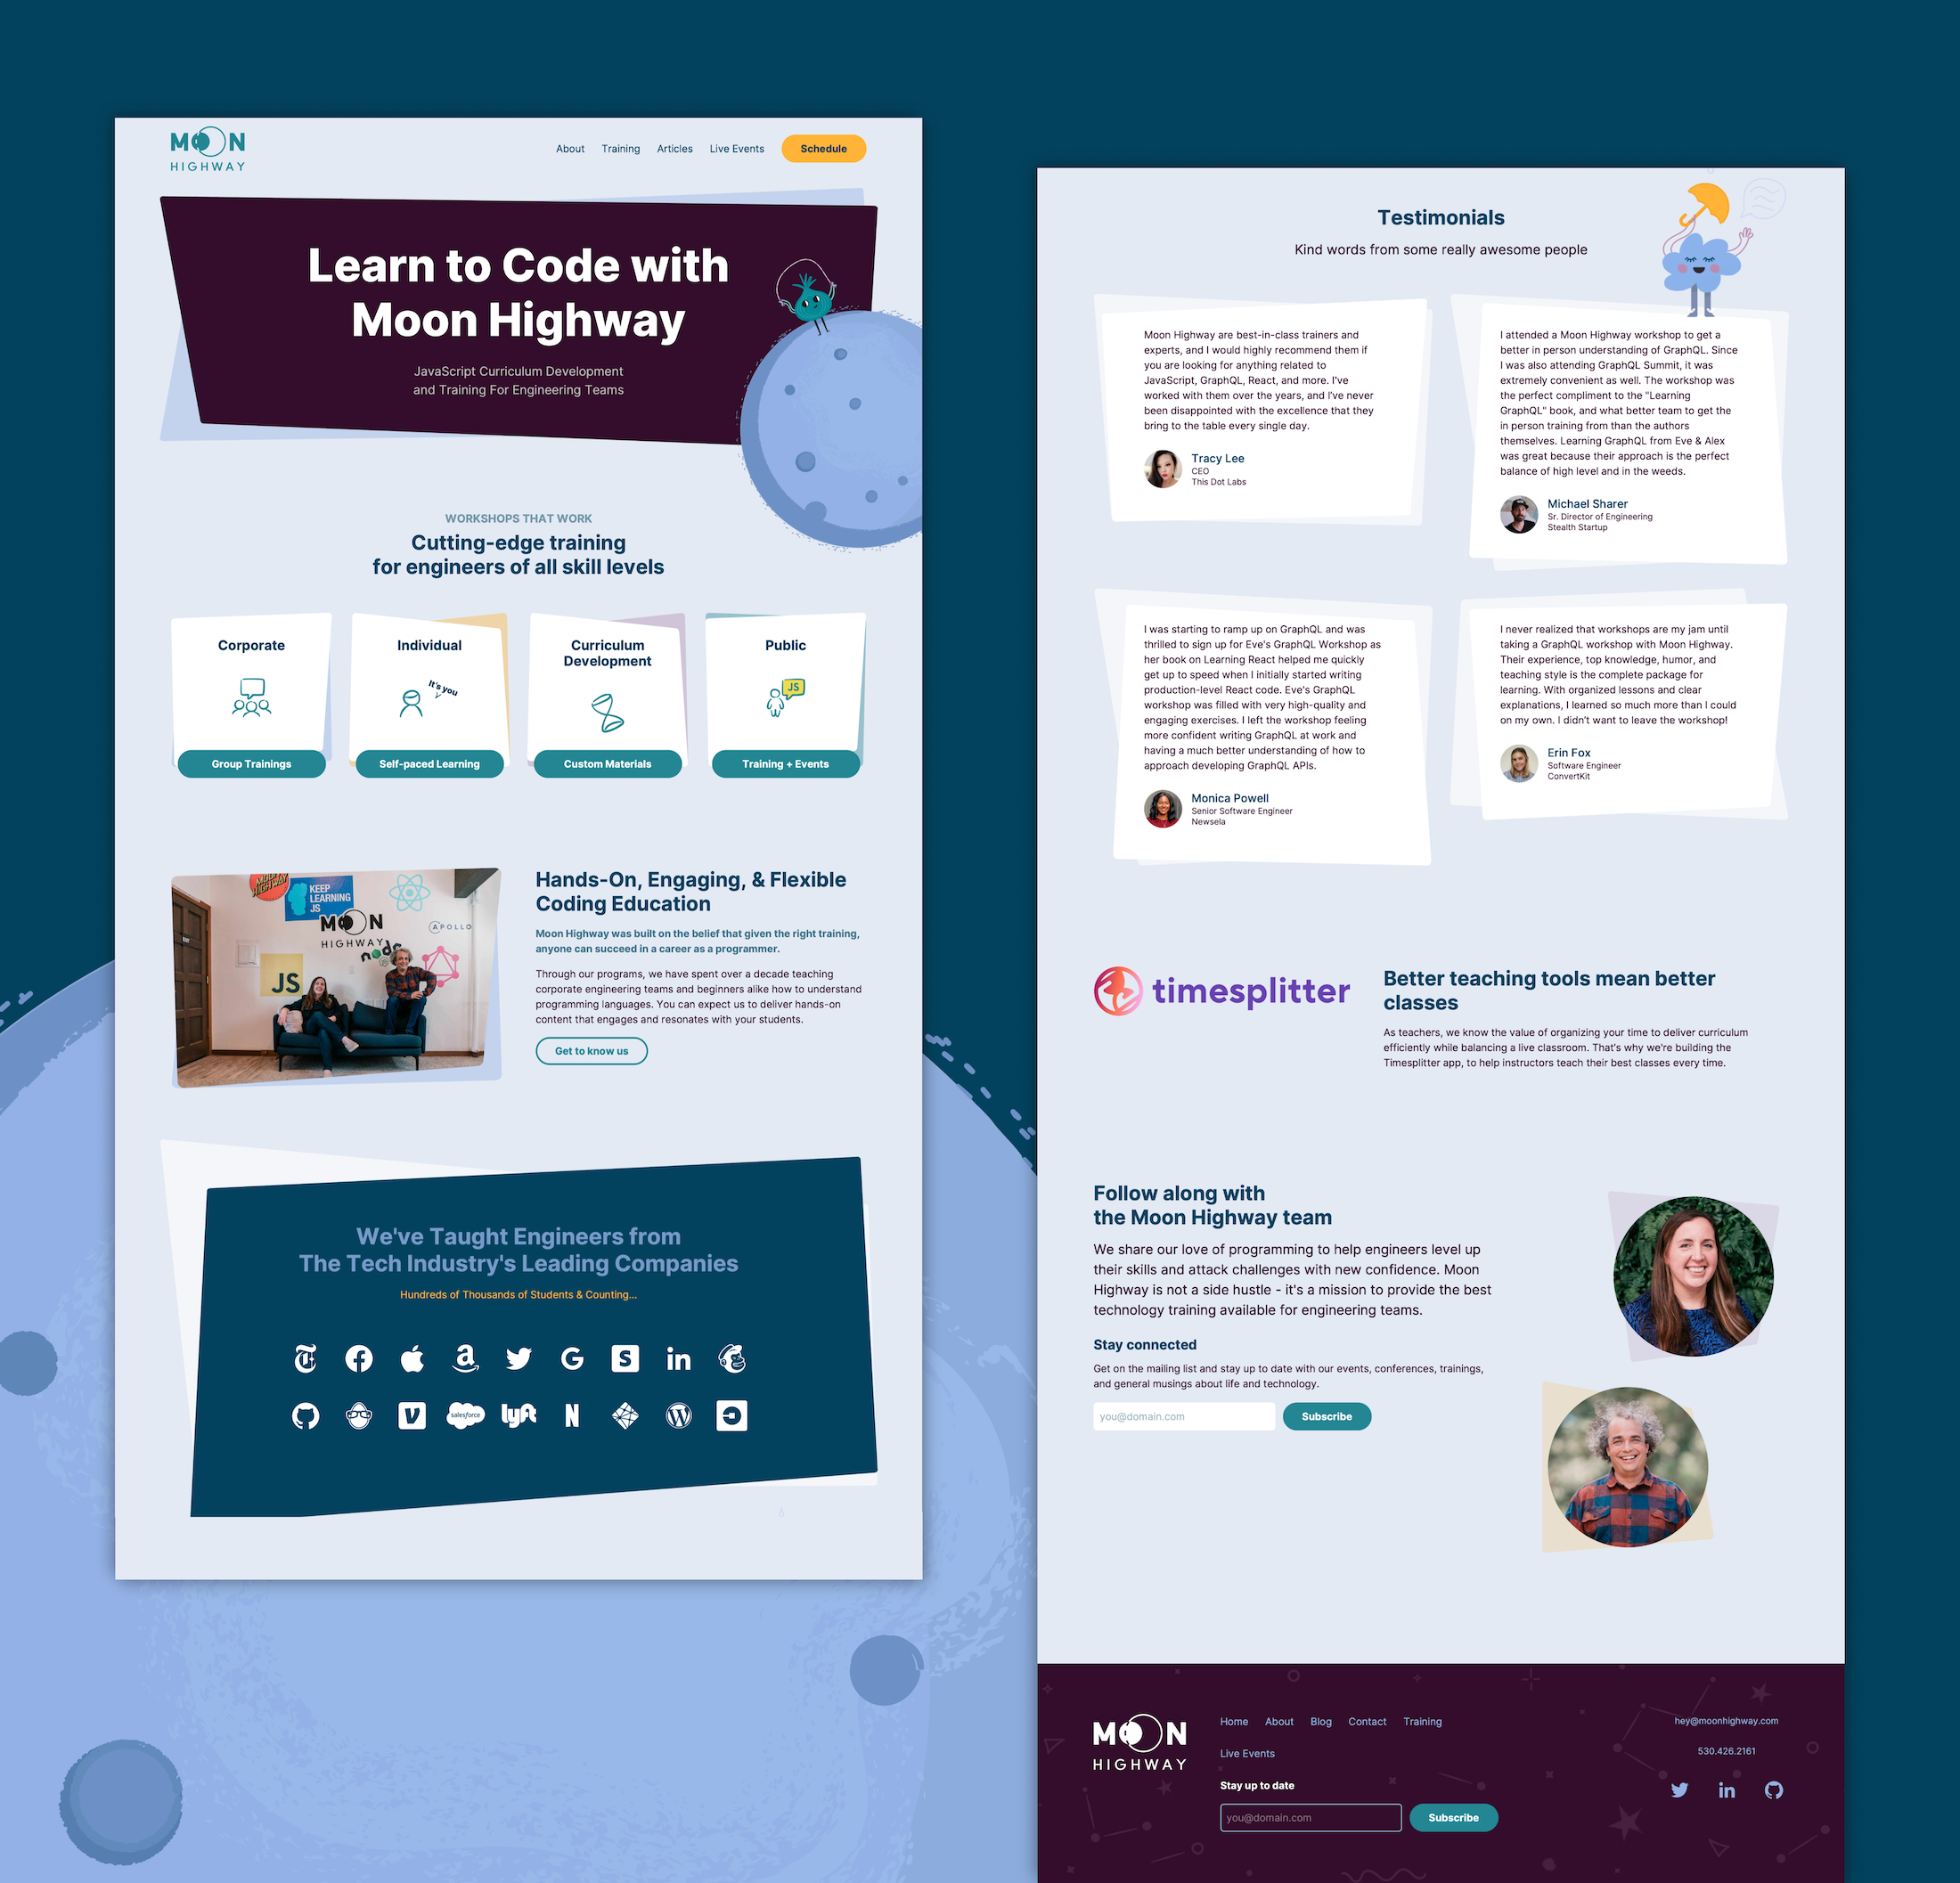 MOON
HIGHWAY
About Training Articles Live Events Schedule
Learn to Code with
Moon Highway
JavaScript Curriculum Development
and Training For Engineering Teams
WORKSHOPS THAT WORK
Cutting-edge training
for engineers of all skill levels
Corporate
Group Trainings
Individual
It's you
Self-paced Learning
Curriculum
Development
Custom Materials
Public
JS
Training + Events
HIGHWAY
KEEP
LEARNING
JS
MOON
HIGHWAY
APOLLO
node
JS
Hands-On, Engaging, & Flexible
Coding Education
Moon Highway was built on the belief that given the right training,
anyone can succeed in a career as a programmer.
Through our programs, we have spent over a decade teaching
corporate engineering teams and beginners alike how to understand
programming languages. You can expect us to deliver hands-on
content that engages and resonates with your students.
Get to know us
We've Taught Engineers from
The Tech Industry's Leading Companies
Hundreds of Thousands of Students & Counting...
T f a G S in
V salesforce lyft N W
Testimonials
Kind words from some really awesome people
Moon Highway are best-in-class trainers and
experts, and I would highly recommend them if
you are looking for anything related to
JavaScript, GraphQL, React, and more. I've
worked with them over the years, and I've never
been disappointed with the excellence that they
bring to the table every single day.
Tracy Lee
CEO
This Dot Labs
I attended a Moon Highway workshop to get a
better in person understanding of GraphQL. Since
I was also attending GraphQL Summit, it was
extremely convenient as well. The workshop was
the perfect compliment to the "Learning
GraphQL" book, and what better team to get the
in person training from than the authors
themselves. Learning GraphQL from Eve & Alex
was great because their approach is the perfect
balance of high level and in the weeds.
Michael Sharer
Sr. Director of Engineering
Stealth Startup
I was starting to ramp up on GraphQL and was
thrilled to sign up for Eve's GraphQL Workshop as
her book on Learning React helped me quickly
get up to speed when I initially started writing
production-level React code. Eve's GraphQL
workshop was filled with very high-quality and
engaging exercises. I left the workshop feeling
more confident writing GraphQL at work and
having a much better understanding of how to
approach developing GraphQL APIs.
Monica Powell
Senior Software Engineer
Newsela
I never realized that workshops are my jam until
taking a GraphQL workshop with Moon Highway.
Their experience, top knowledge, humor, and
teaching style is the complete package for
learning. With organized lessons and clear
explanations, I learned so much more than I could
on my own. I didn't want to leave the workshop!
Erin Fox
Software Engineer
ConvertKit
timesplitter
Better teaching tools mean better
classes
As teachers, we know the value of organizing your time to deliver curriculum
efficiently while balancing a live classroom. That's why we're building the
Timesplitter app, to help instructors teach their best classes every time.
Follow along with
the Moon Highway team
We share our love of programming to help engineers level up
their skills and attack challenges with new confidence. Moon
Highway is not a side hustle - it's a mission to provide the best
technology training available for engineering teams.
Stay connected
Get on the mailing list and stay up to date with our events, conferences, trainings,
and general musings about life and technology.
you@domain.com Subscribe
MOON
HIGHWAY
Home About Blog Contact Training
Live Events
Stay up to date
you@domain.com Subscribe
hey@moonhighway.com
530.426.2161
in